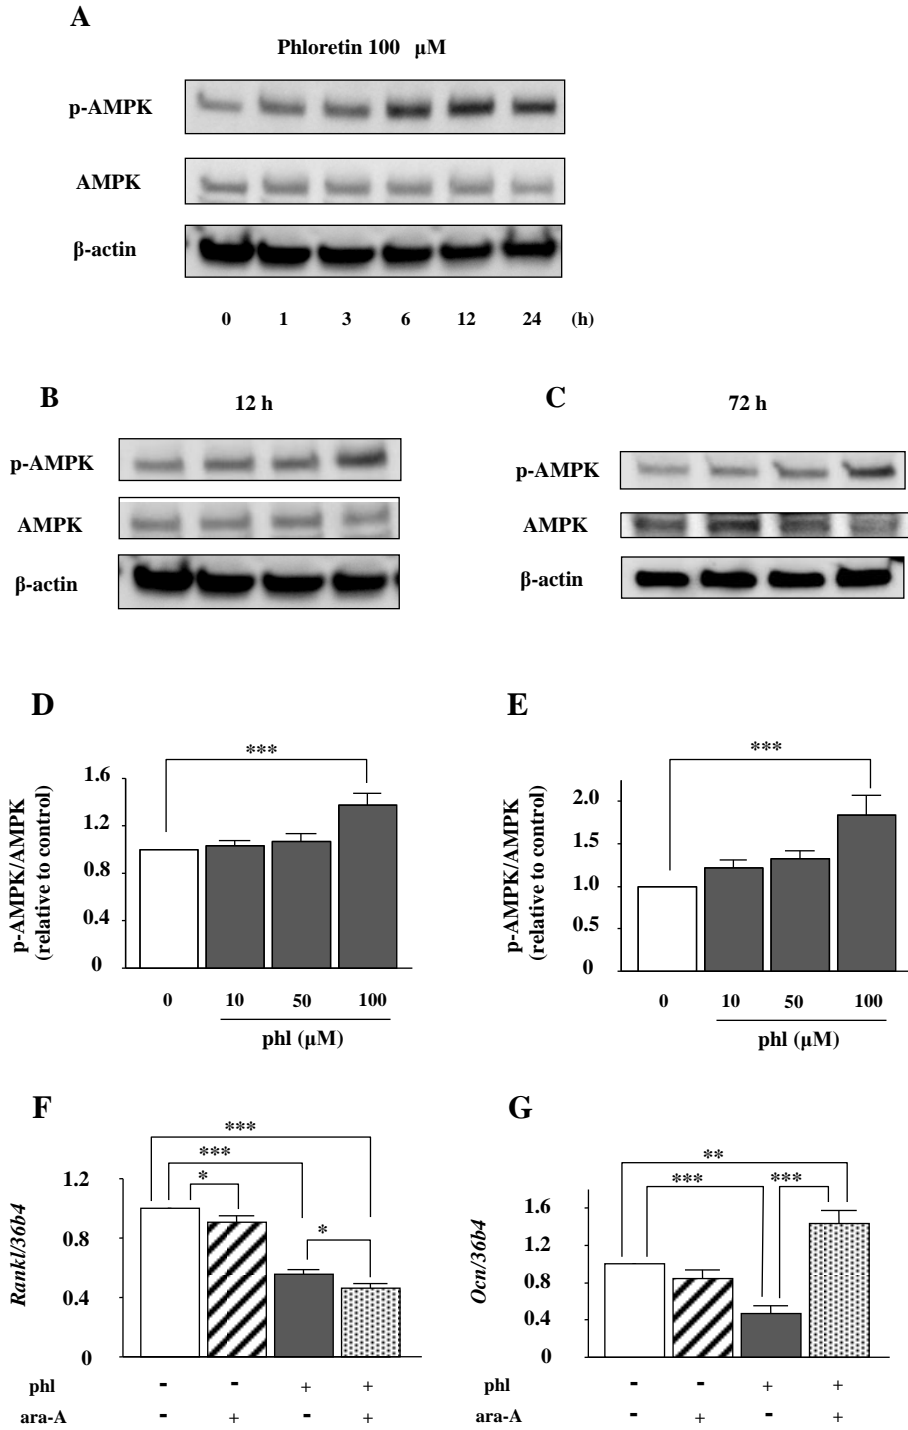 A
Phloretin 100 μM
p-AMPK
AMPK
β-actin
0 1 3 6 12 24 (h)
B
12 h
p-AMPK
AMPK
β-actin
C
72 h
p-AMPK
AMPK
β-actin
D
***
p-AMPK/AMPK
(relative to control)
1.6
1.2
0.8
0.4
0
0 10 50 100
phl (μM)
E
***
p-AMPK/AMPK
(relative to control)
2.0
1.5
1.0
0.5
0
0 10 50 100
phl (μM)
F
***
***
*
*
Rankl/36b4
1.2
0.8
0.4
0
phl - - + +
ara-A - + - +
G
**
*** ***
Ocn/36b4
1.6
1.2
0.8
0.4
0
- - + +
- + - +